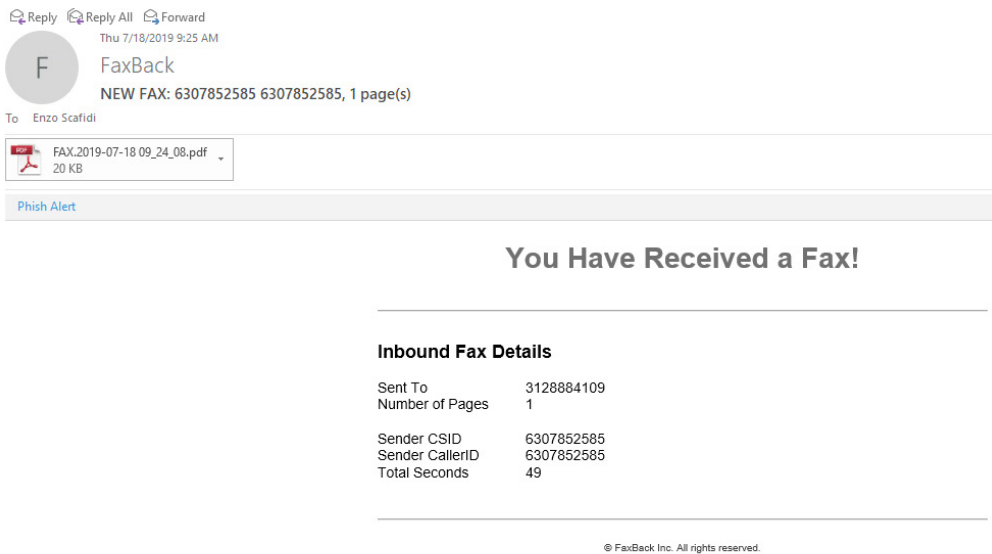 Reply Reply All Forward
Thu 7/18/2019 9:25 AM
F
FaxBack
NEW FAX: 6307852585 6307852585, 1 page(s)
To Enzo Scafidi
PDF
FAX.2019-07-18 09_24_08.pdf
20 KB
Phish Alert
You Have Received a Fax!
Inbound Fax Details
Sent To 3128884109
Number of Pages 1
Sender CSID 6307852585
Sender CallerID 6307852585
Total Seconds 49
© FaxBack Inc. All rights reserved.